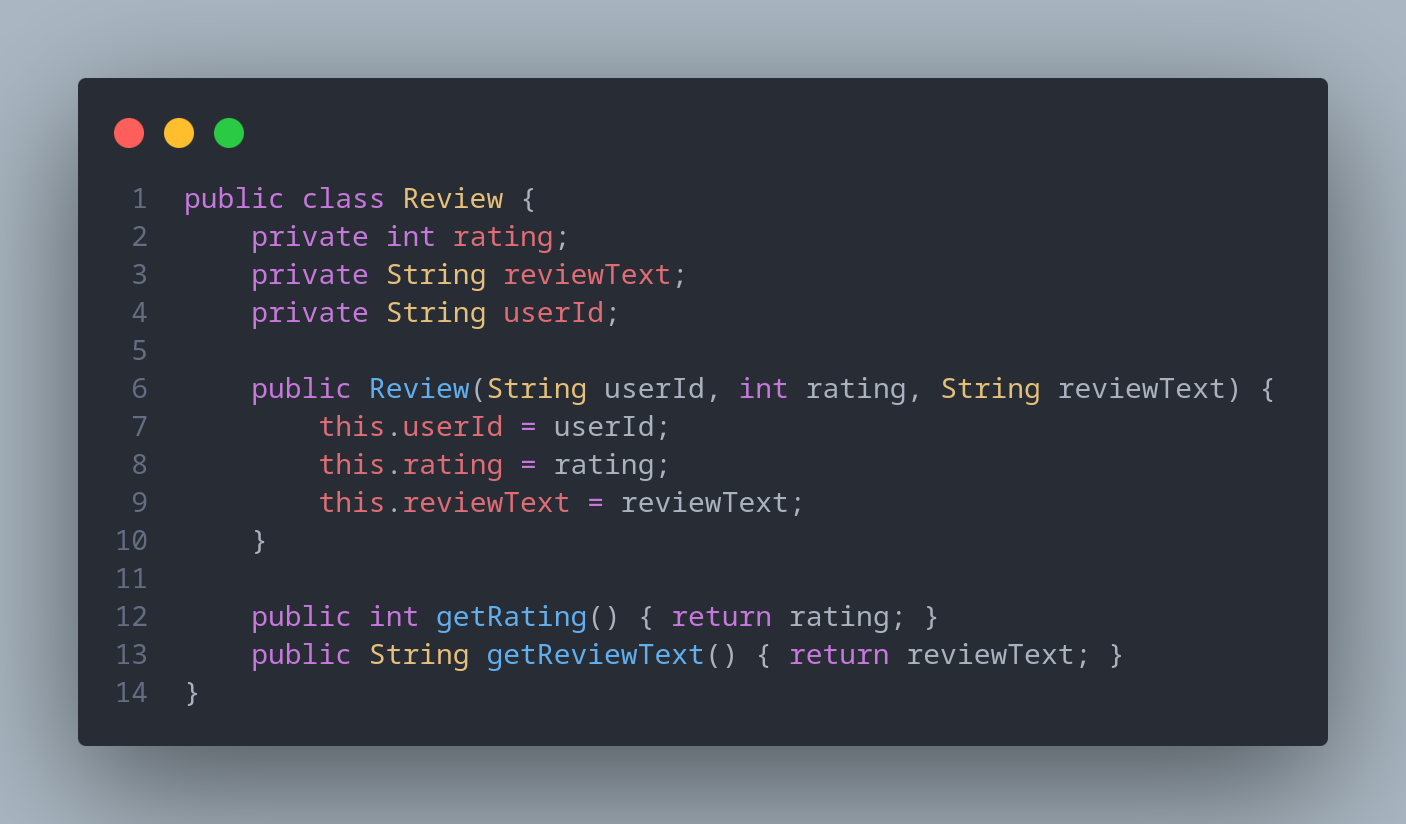 1 public class Review {
2     private int rating;
3     private String reviewText;
4     private String userId;
5
6     public Review(String userId, int rating, String reviewText) {
7         this.userId = userId;
8         this.rating = rating;
9         this.reviewText = reviewText;
10     }
11
12     public int getRating() { return rating; }
13     public String getReviewText() { return reviewText; }
14 }